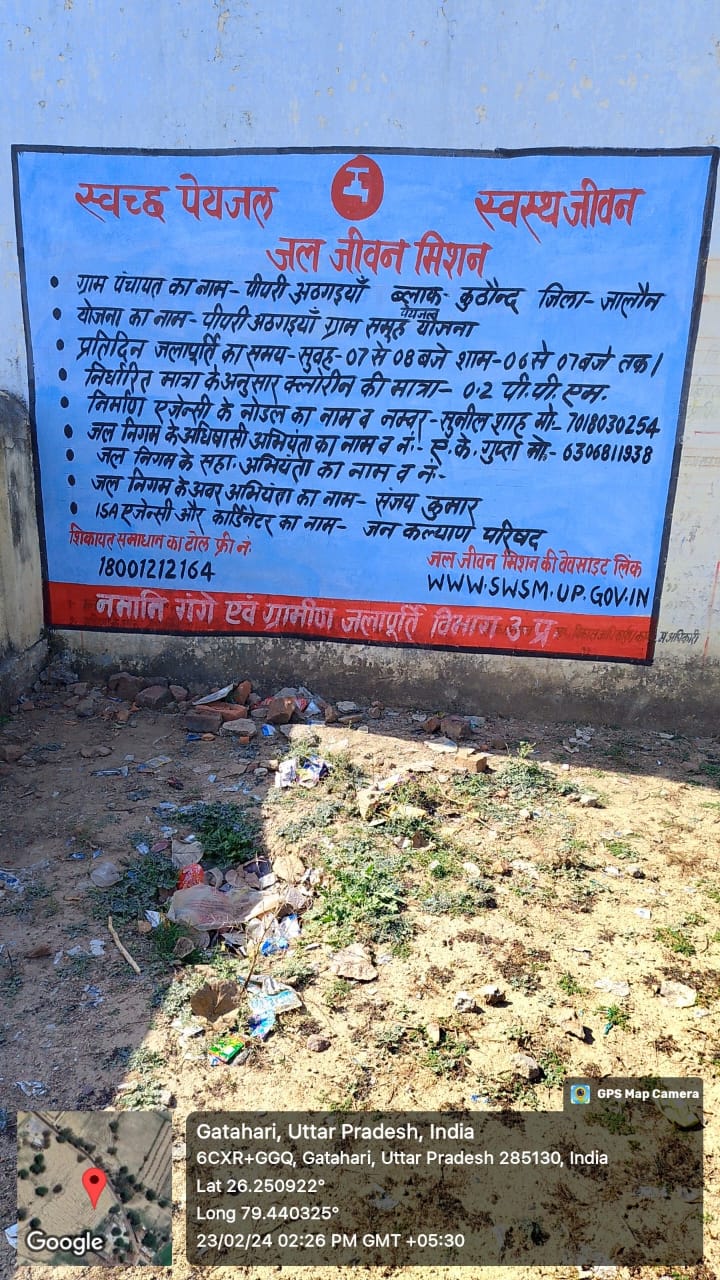 स्वच्छ पेयजल
स्वस्थ जीवन
जल जीवन मिशन
• ग्राम पंचायत का नाम - पीपरी अठगइयाँ ब्लाक - कुठौन्द जिला - जालौन
• योजना का नाम - पीपरी अठगइयाँ ग्राम समूह पेयजल योजना
• प्रतिदिन जलापूर्ति का समय - सुवह - 07 से 08 बजे शाम - 06 से 07 बजे तक।
• निर्धारित मात्रा के अनुसार क्लोरीन की मात्रा - 0.2 पी.पी.एम.
• निर्माण एजेन्सी के नोडल का नाम व नम्वर - सुनील शाह मो- 7018030254
• जल निगम के अधिषासी अभियंता का नाम व नं:- ऐ. के. गुप्ता मो:- 6306811938
• जल निगम के सहा. अभियंता का नाम व नं:-
• जल निगम के अवर अभियंता का नाम - संजय कुमार
• ISA एजेन्सी और कार्डिनेटर का नाम - जन कल्याण परिषद
शिकायत समाधान का टोल फ्री नं.
18001212164
जल जीवन मिशन की वेवसाइट लिंक
WWW.SWSM.UP.GOV.IN
नमामि गंगे एवं ग्रामीण जलापूर्ति विभाग उ प्र
GPS Map Camera
Gatahari, Uttar Pradesh, India
6CXR+GGQ, Gatahari, Uttar Pradesh 285130, India
Lat 26.250922°
Long 79.440325°
23/02/24 02:26 PM GMT +05:30
Google